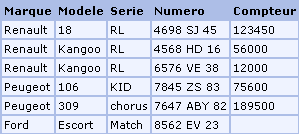 Marque Modele Serie Numero Compteur
Renault 18 RL 4698 SJ 45 123450
Renault Kangoo RL 4568 HD 16 56000
Renault Kangoo RL 6576 VE 38 12000
Peugeot 106 KID 7845 ZS 83 75600
Peugeot 309 chorus 7647 ABY 82 189500
Ford Escort Match 8562 EV 23